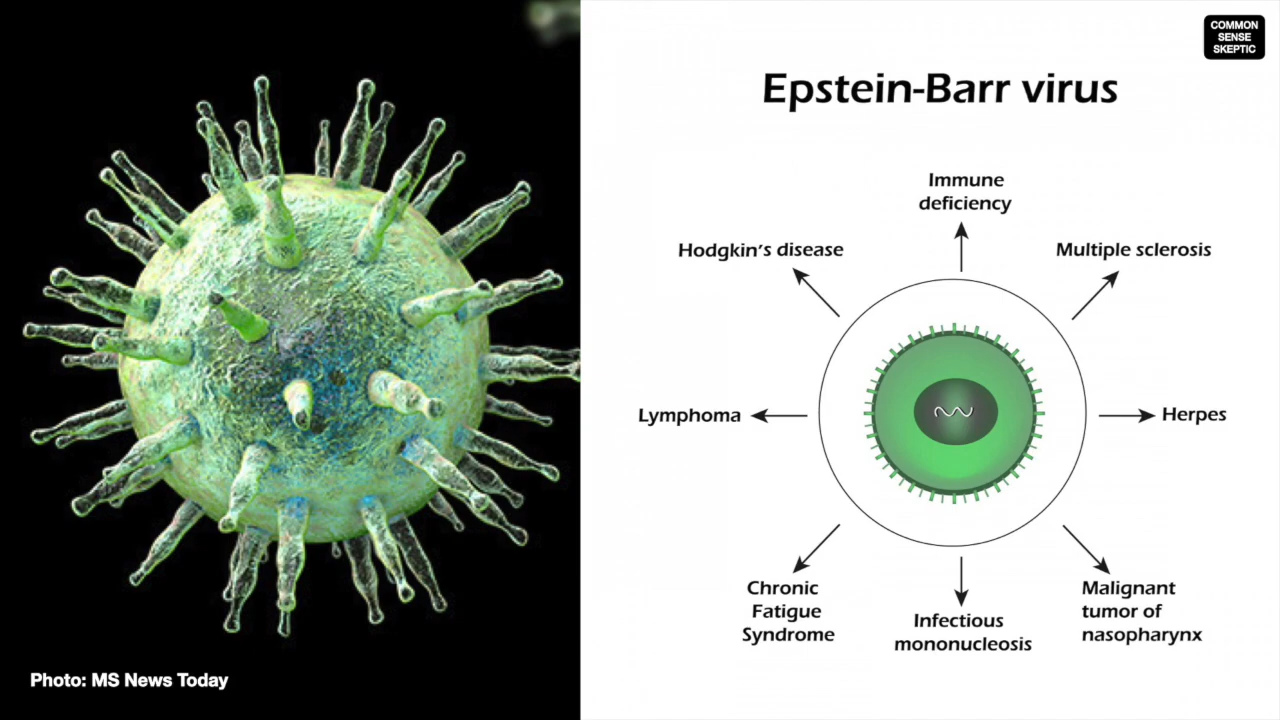 COMMON
SENSE
SKEPTIC
Epstein-Barr virus
Immune
deficiency
Hodgkin's disease
Multiple sclerosis
Lymphoma
Herpes
Chronic
Fatigue
Syndrome
Infectious
mononucleosis
Malignant
tumor of
nasopharynx
Photo: MS News Today